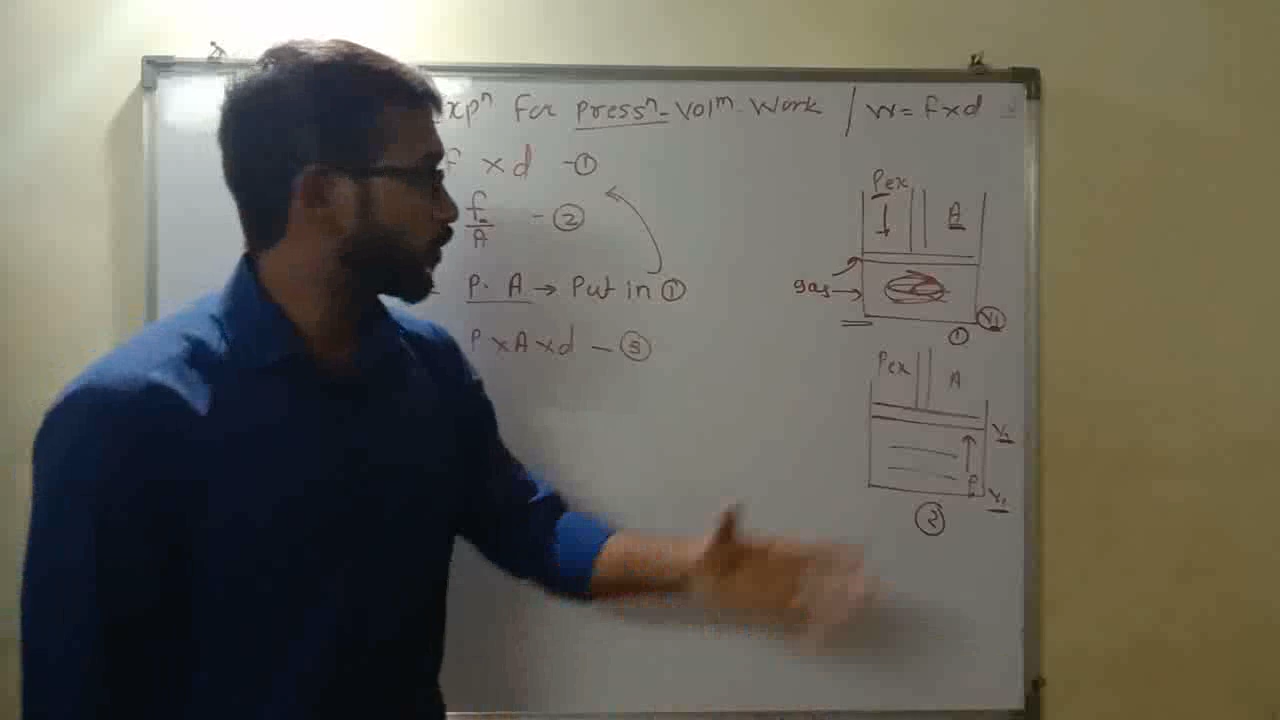 xpⁿ For Pressⁿ- Volᵐ- Work / W = f x d
f x d - ①
f/A - ②
P. A → Put in ①
P x A x d - ③
Pex
A
gas →
V₁
①
Pex
A
V₂
P
V₁
②